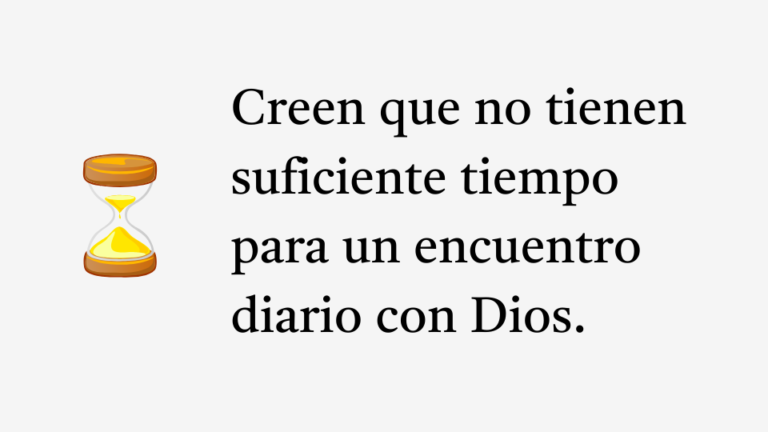 Creen que no tienen
suficiente tiempo
para un encuentro
diario con Dios.